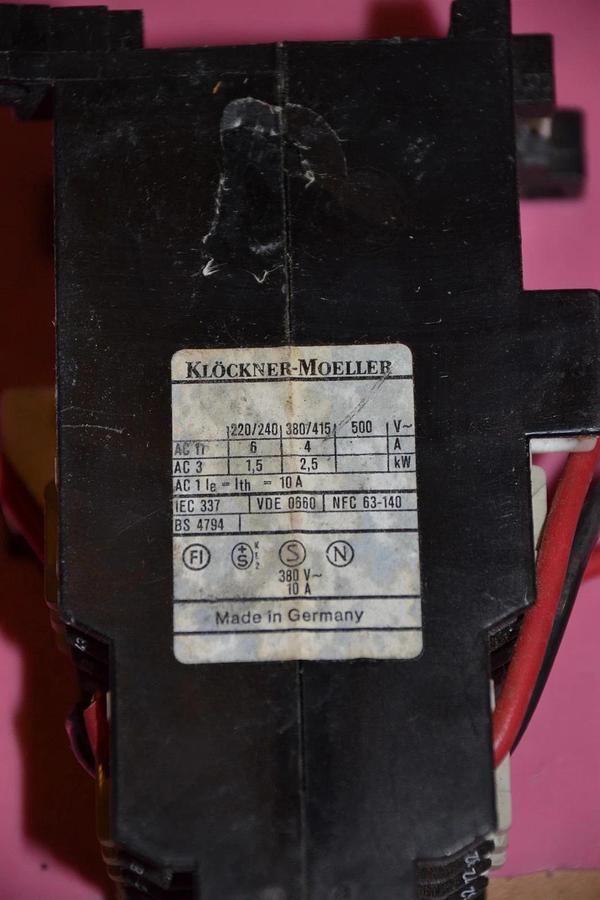 KLÖCKNER-MOELLER
220/240 380/415 500 V~
AC 11 6 4 A
AC 3 1,5 2,5 kW
AC 1 Ie = Ith = 10 A
IEC 337 VDE 0660 NFC 63-140
BS 4794
FI +S S N
380 V~
10 A
Made in Germany